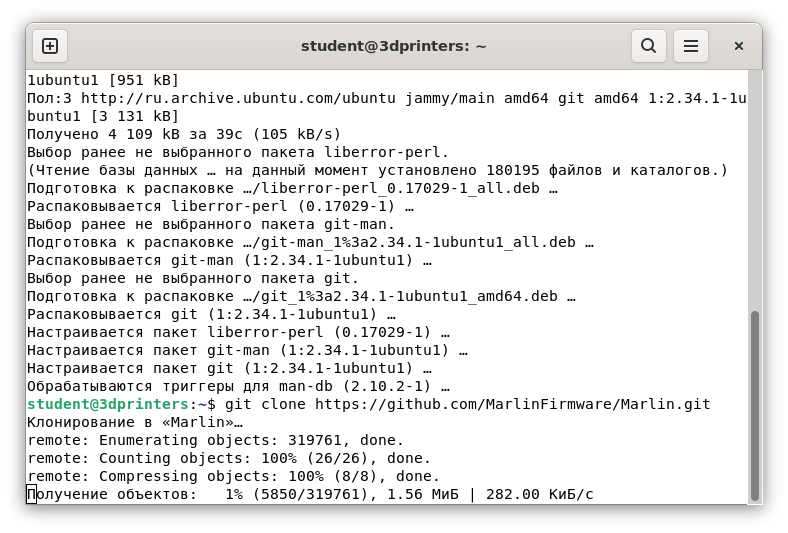 student@3dprinters: ~
1ubuntu1 [951 kB]
Пол:3 http://ru.archive.ubuntu.com/ubuntu jammy/main amd64 git amd64 1:2.34.1-1u
buntu1 [3 131 kB]
Получено 4 109 kB за 39с (105 kB/s)
Выбор ранее не выбранного пакета liberror-perl.
(Чтение базы данных … на данный момент установлено 180195 файлов и каталогов.)
Подготовка к распаковке …/liberror-perl_0.17029-1_all.deb …
Распаковывается liberror-perl (0.17029-1) …
Выбор ранее не выбранного пакета git-man.
Подготовка к распаковке …/git-man_1%3a2.34.1-1ubuntu1_all.deb …
Распаковывается git-man (1:2.34.1-1ubuntu1) …
Выбор ранее не выбранного пакета git.
Подготовка к распаковке …/git_1%3a2.34.1-1ubuntu1_amd64.deb …
Распаковывается git (1:2.34.1-1ubuntu1) …
Настраивается пакет liberror-perl (0.17029-1) …
Настраивается пакет git-man (1:2.34.1-1ubuntu1) …
Настраивается пакет git (1:2.34.1-1ubuntu1) …
Обрабатываются триггеры для man-db (2.10.2-1) …
student@3dprinters:~$ git clone https://github.com/MarlinFirmware/Marlin.git
Клонирование в «Marlin»…
remote: Enumerating objects: 319761, done.
remote: Counting objects: 100% (26/26), done.
remote: Compressing objects: 100% (8/8), done.
Получение объектов:   1% (5850/319761), 1.56 МиБ | 282.00 КиБ/с